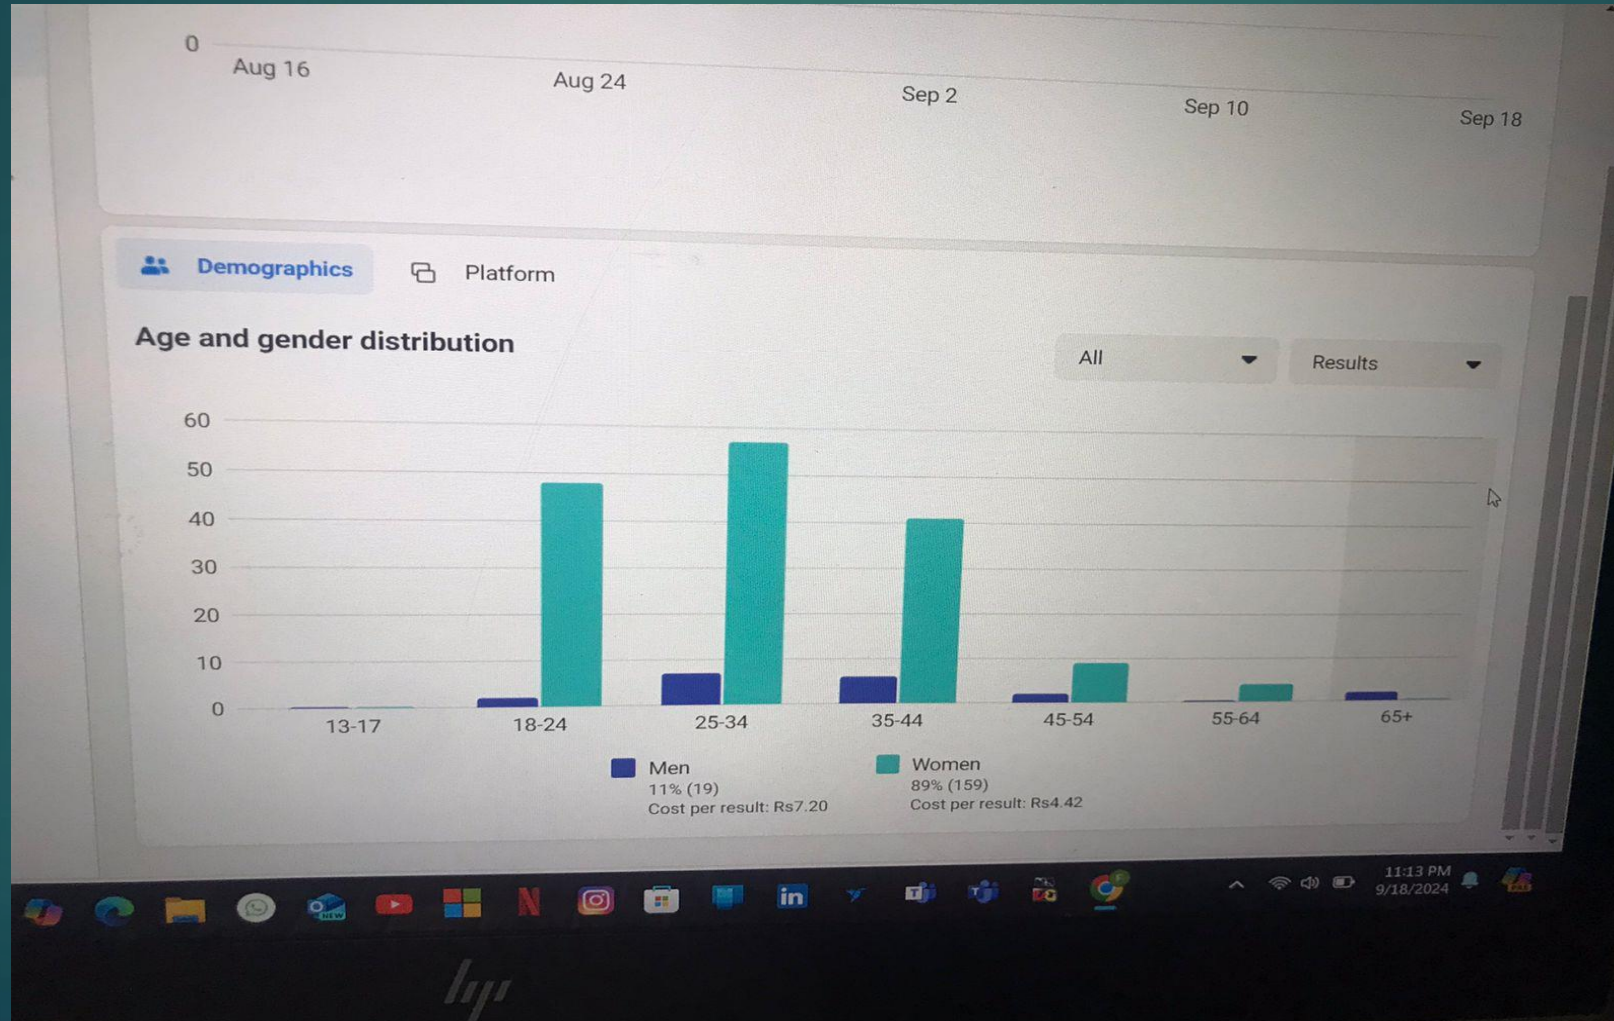 0
Aug 16
Aug 24
Sep 2
Sep 10
Sep 18
Demographics
Platform
Age and gender distribution
All
Results
60
50
40
30
20
10
0
13-17
18-24
25-34
35-44
45-54
55-64
65+
Men
11% (19)
Cost per result: Rs7.20
Women
89% (159)
Cost per result: Rs4.42
NEW
N
in
T
T
11:13 PM
9/18/2024
hp